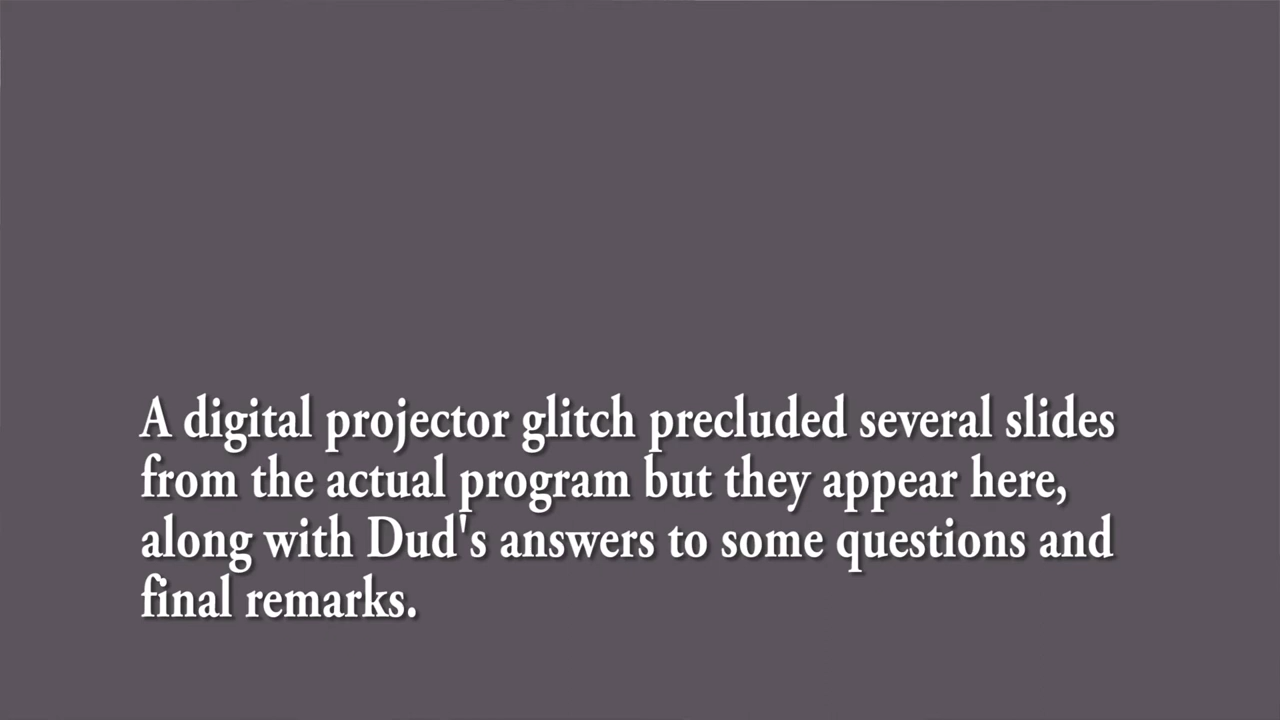 A digital projector glitch precluded several slides
from the actual program but they appear here,
along with Dud's answers to some questions and
final remarks.